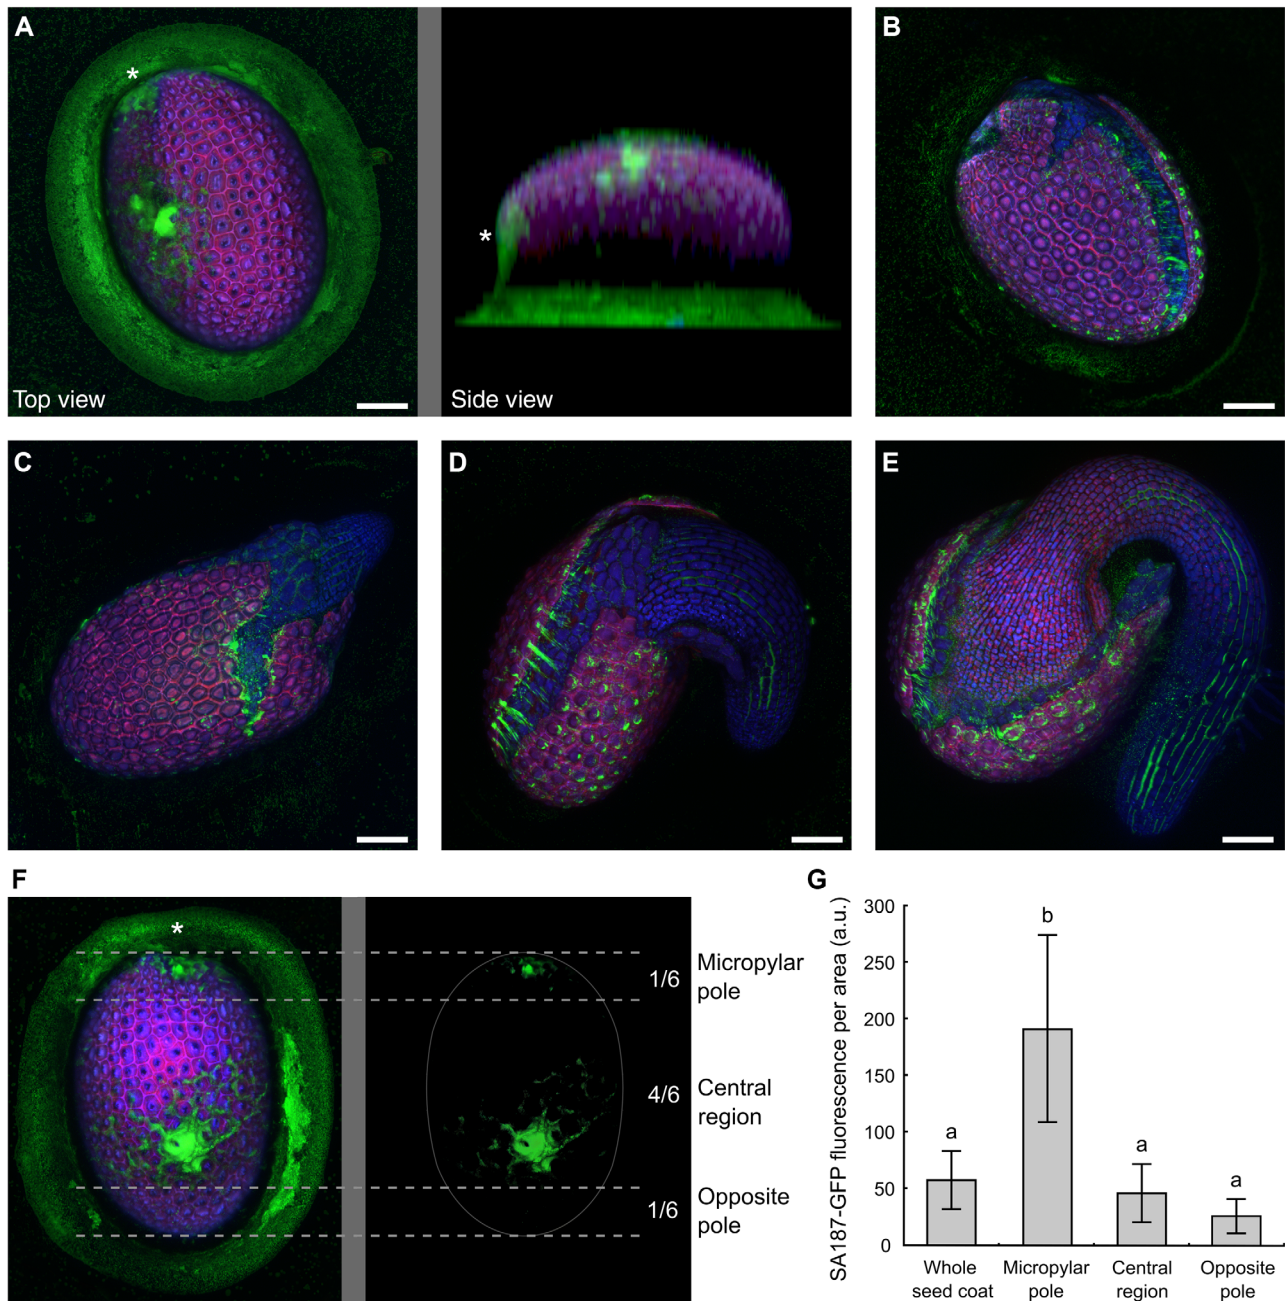 A
*
Top view
*
Side view
B
C
D
E
F
*
1/6
Micropylar
pole
4/6
Central
region
1/6
Opposite
pole
G
SA187-GFP fluorescence per area (a.u.)
300
250
200
150
100
50
0
a
b
a
a
Whole
seed coat
Micropylar
pole
Central
region
Opposite
pole